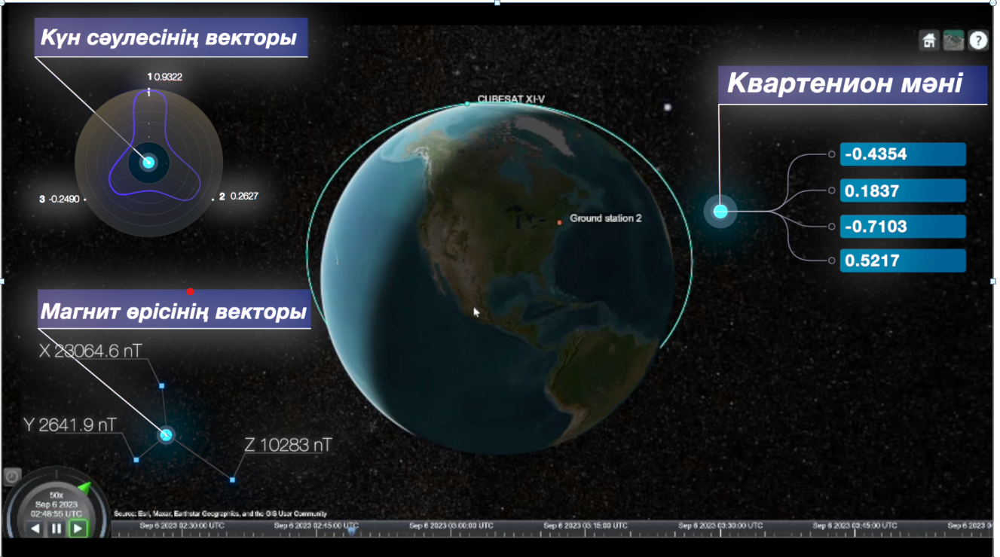 Күн сәулесінің векторы
1 0.9322
3 -0.2490
2 0.2627
CUBESAT XI-V
Ground station 2
Квартенион мәні
-0.4354
0.1837
-0.7103
0.5217
Магнит өрісінің векторы
X 23064.6 nT
Y 2641.9 nT
Z 10283 nT
?
50x
Sep 6 2023
02:48:55 UTC
Source: Esri, Maxar, Earthstar Geographics, and the GIS User Community
Sep 6 2023 02:30:00 UTC
Sep 6 2023 02:45:00 UTC
Sep 6 2023 03:00:00 UTC
Sep 6 2023 03:15:00 UTC
Sep 6 2023 03:30:00 UTC
Sep 6 2023 03:45:00 UTC
Sep 6 2023